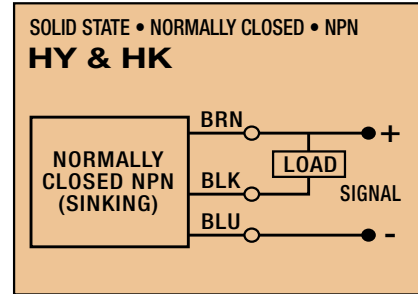 SOLID STATE • NORMALLY CLOSED • NPN
HY & HK
BRN
+
NORMALLY
CLOSED NPN
(SINKING)
LOAD
BLK
SIGNAL
BLU
-